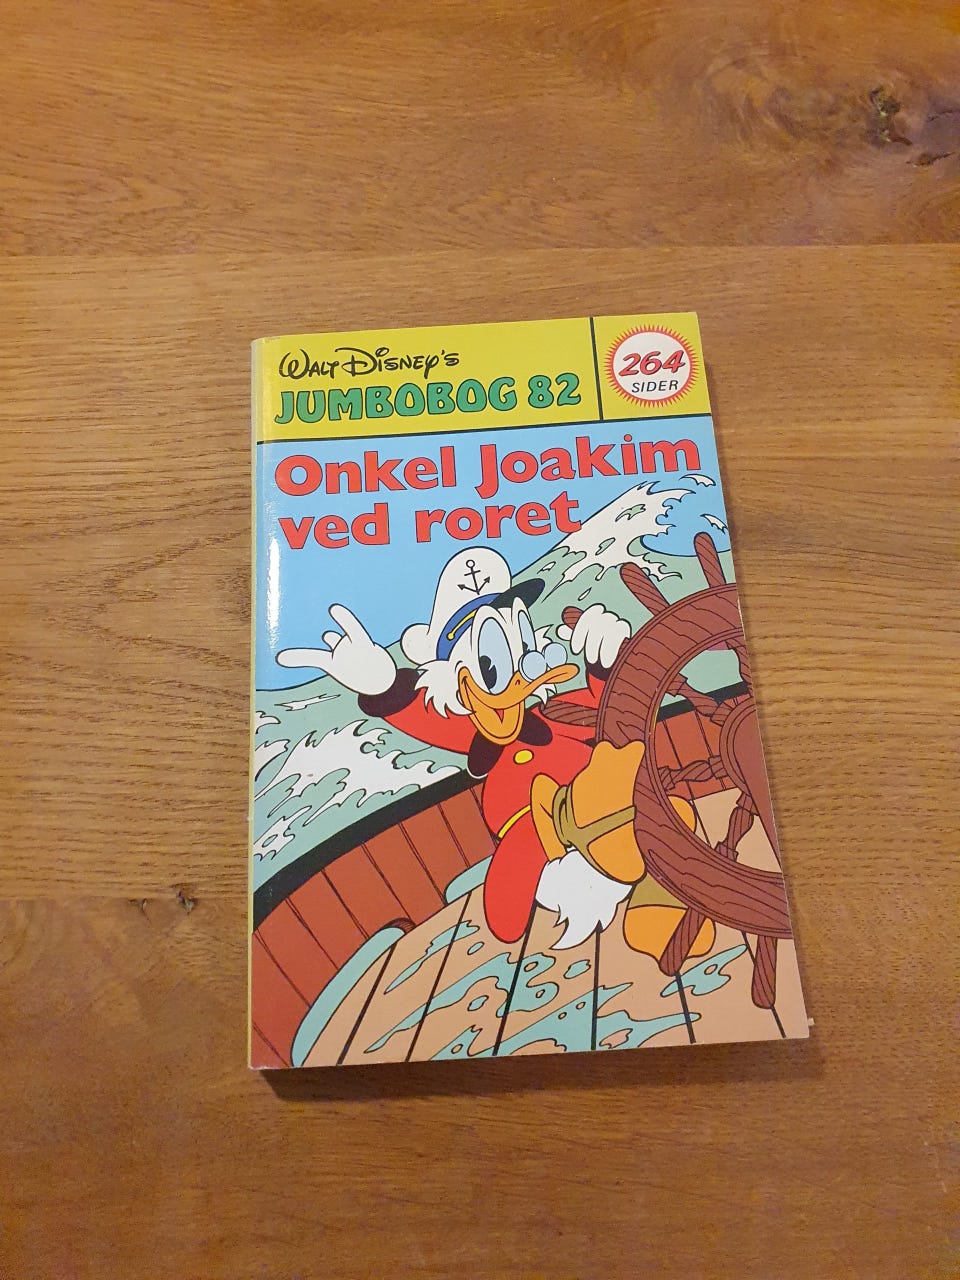 WALT DISNEY'S
JUMBOBOG 82
264
SIDER
Onkel Joakim
ved roret